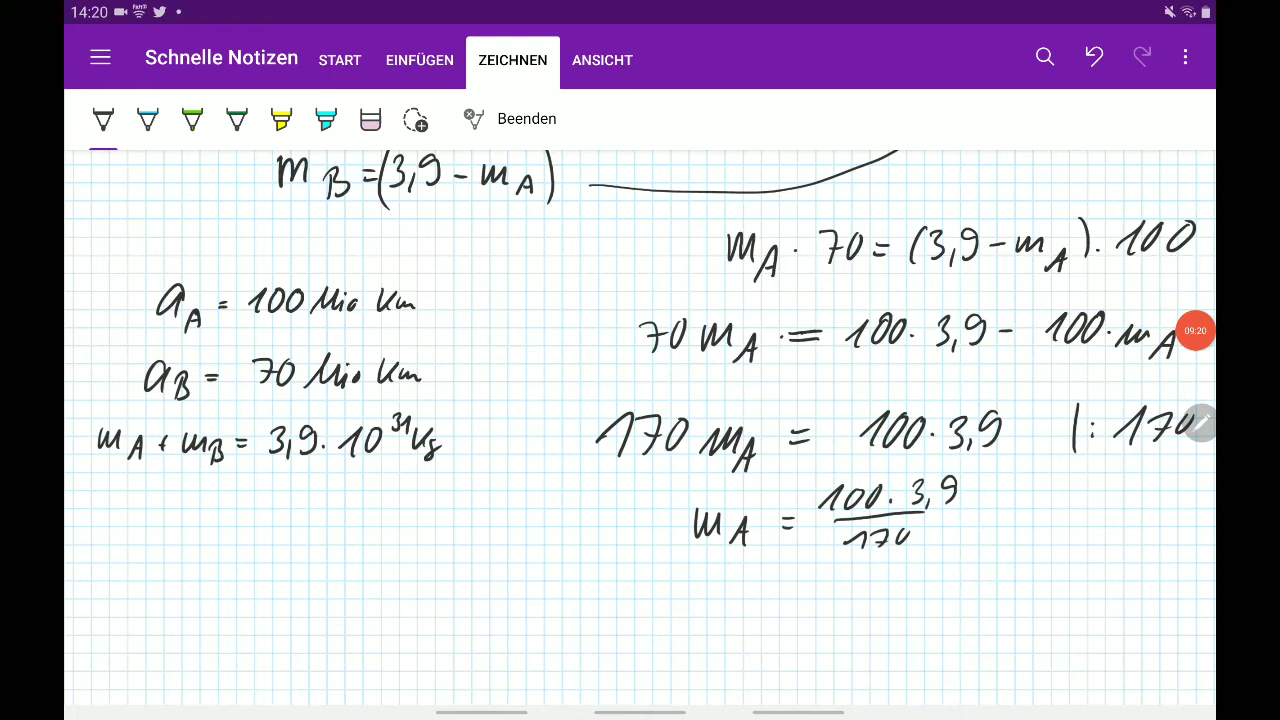 14:20
Schnelle Notizen START EINFÜGEN ZEICHNEN ANSICHT
Beenden
m_B = (3,9 - m_A)
m_A · 70 = (3,9 - m_A) · 100
a_A = 100 Mio Km
70 m_A · = 100 · 3,9 - 100 · m_A
09:20
a_B = 70 Mio Km
170 m_A = 100 · 3,9 | : 170
m_A + m_B = 3,9 · 10^31 Kg
m_A = \frac{100 · 3,9}{170}